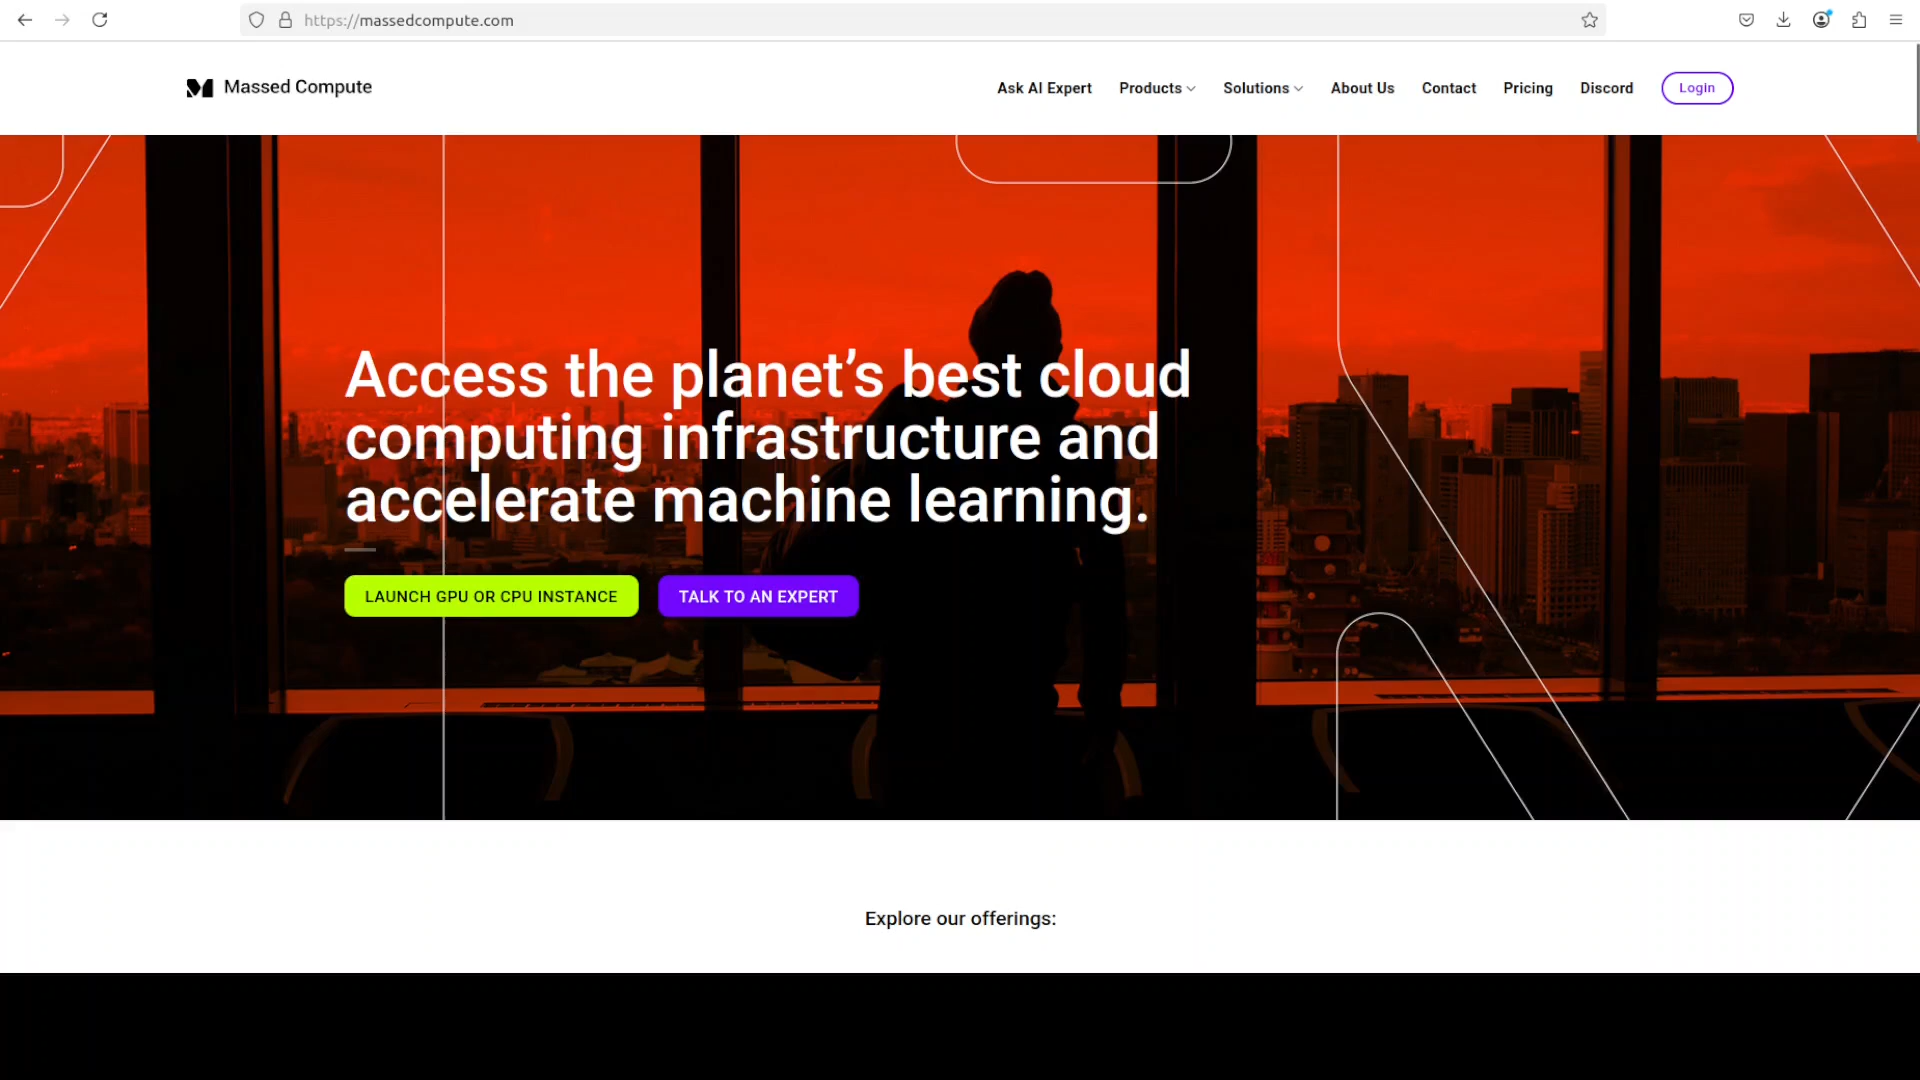 https://massedcompute.com
Massed Compute
Ask AI Expert
Products
Solutions
About Us
Contact
Pricing
Discord
Login
Access the planet’s best cloud
computing infrastructure and
accelerate machine learning.
LAUNCH GPU OR CPU INSTANCE
TALK TO AN EXPERT
Explore our offerings: